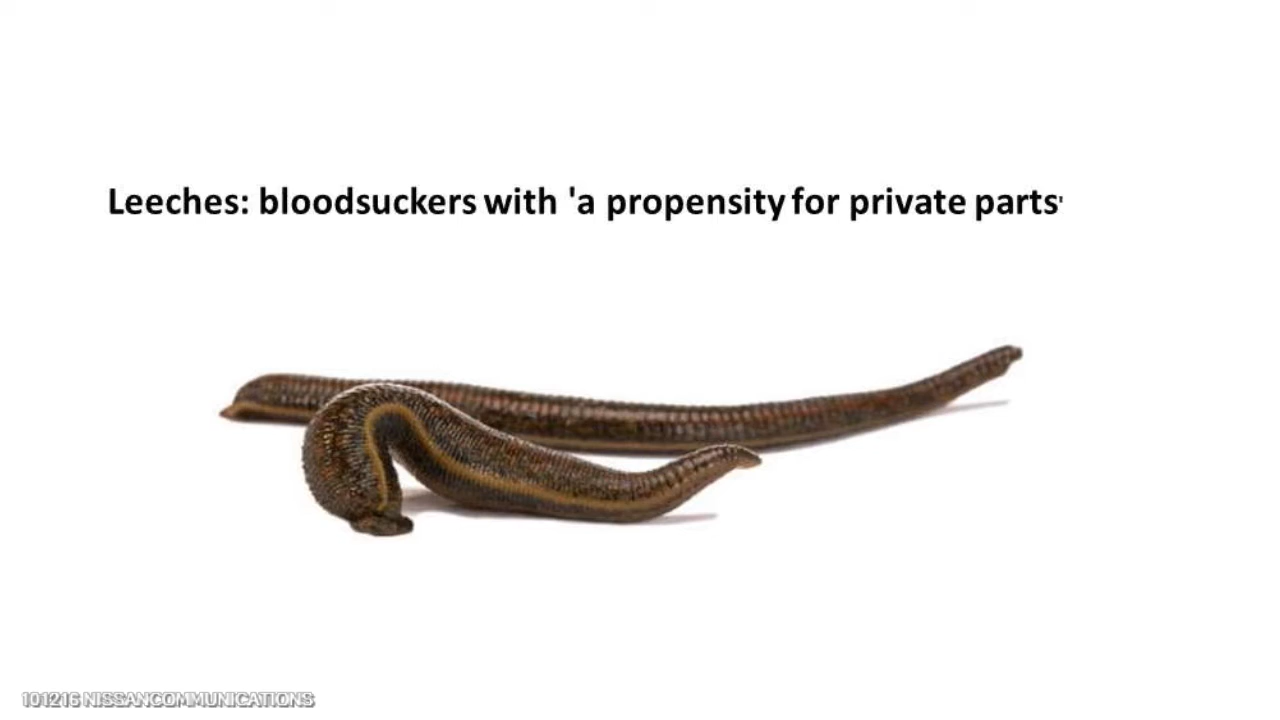 Leeches: bloodsuckers with 'a propensity for private parts'
101216 NISSANCOMMUNICATIONS